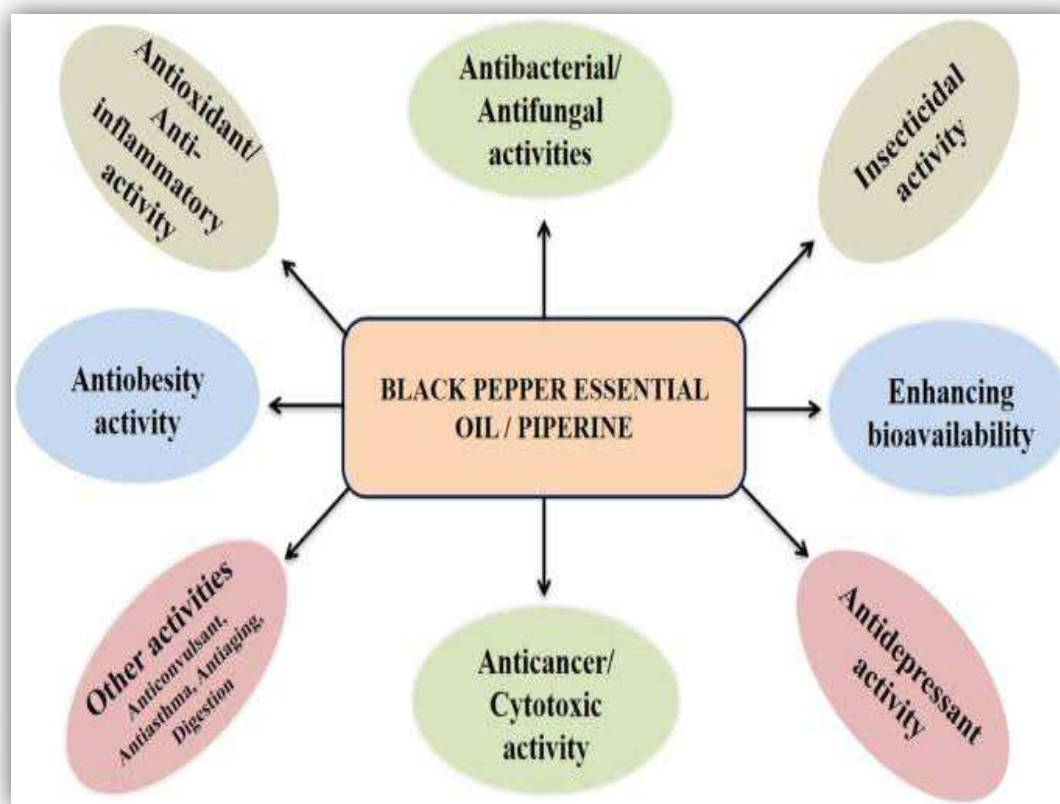 Antioxidant/
Anti-
inflammatory
activity
Antibacterial/
Antifungal
activities
Insecticidal
activity
Antiobesity
activity
BLACK PEPPER ESSENTIAL
OIL / PIPERINE
Enhancing
bioavailability
Other activities
Anticonvulsant,
Antiasthma, Antiaging,
Digestion
Anticancer/
Cytotoxic
activity
Antidepressant
activity